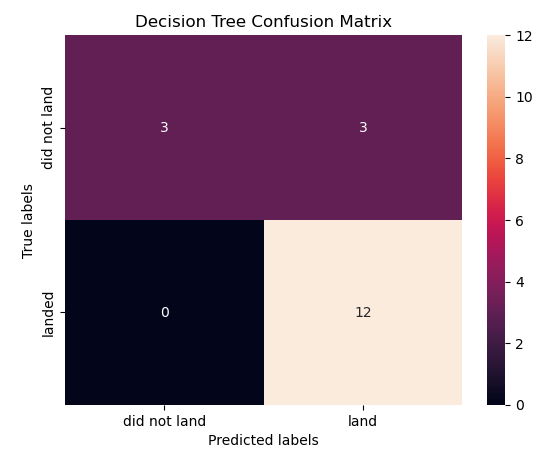 Decision Tree Confusion Matrix
True labels
did not land
landed
3
3
0
12
did not land
land
Predicted labels
12
10
8
6
4
2
0